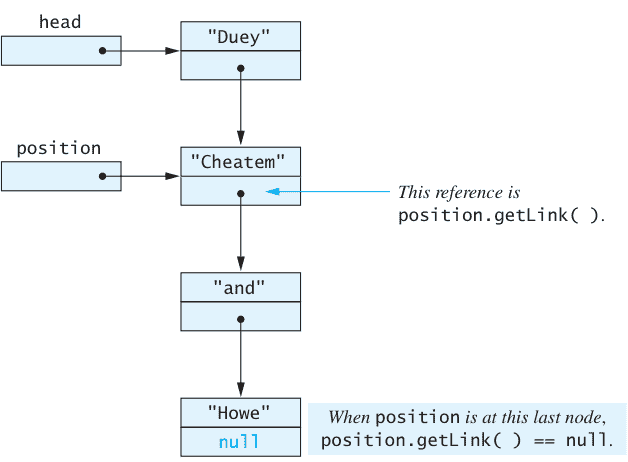 head
"Duey"
position
"Cheatem"
This reference is
position.getLink( ).
"and"
"Howe"
null
When position is at this last node,
position.getLink( ) == null.